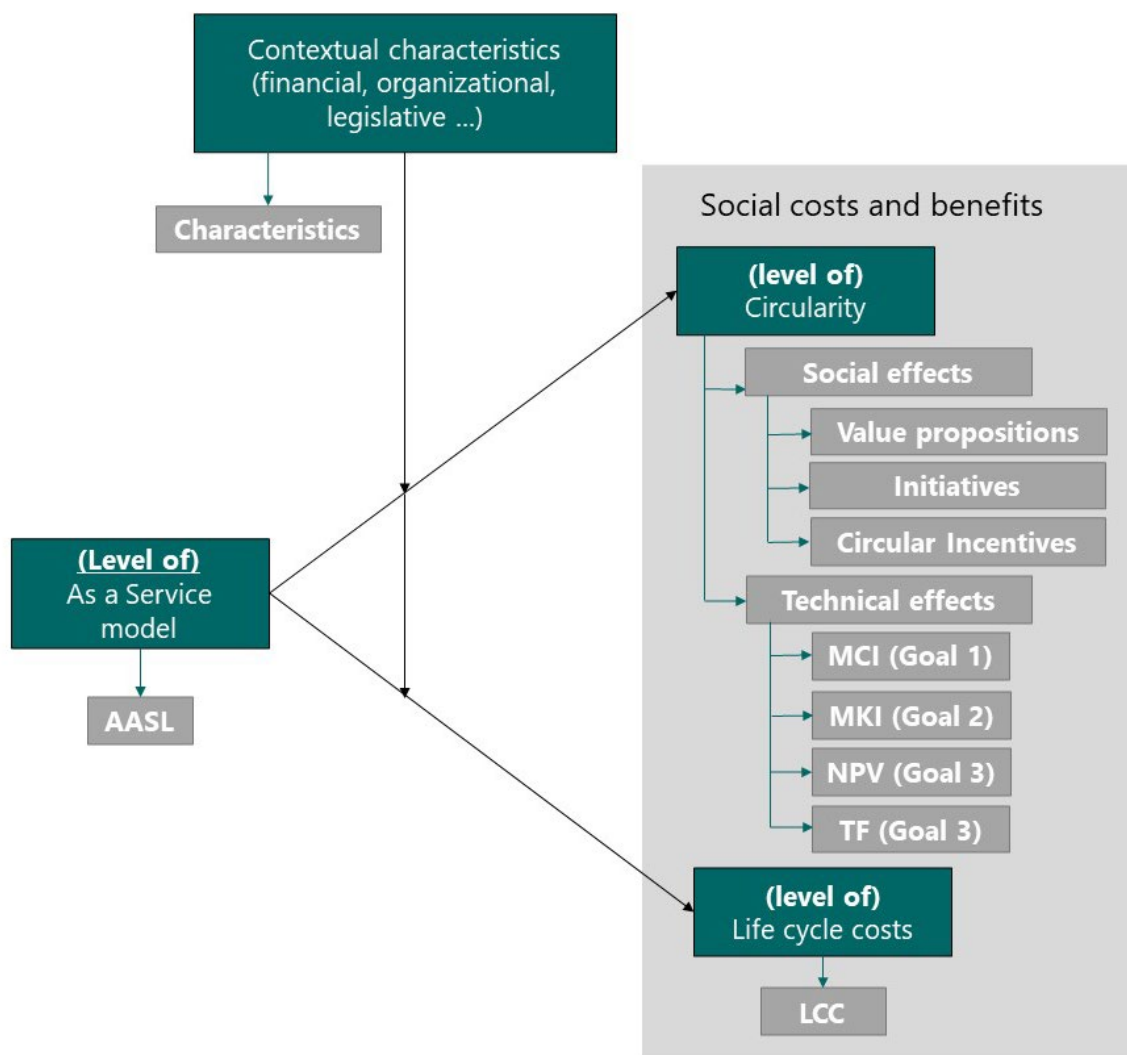 Contextual characteristics
(financial, organizational,
legislative ...)
Characteristics
Social costs and benefits
(level of)
Circularity
Social effects
Value propositions
Initiatives
Circular Incentives
(Level of)
As a Service
model
AASL
Technical effects
MCI (Goal 1)
MKI (Goal 2)
NPV (Goal 3)
TF (Goal 3)
(level of)
Life cycle costs
LCC